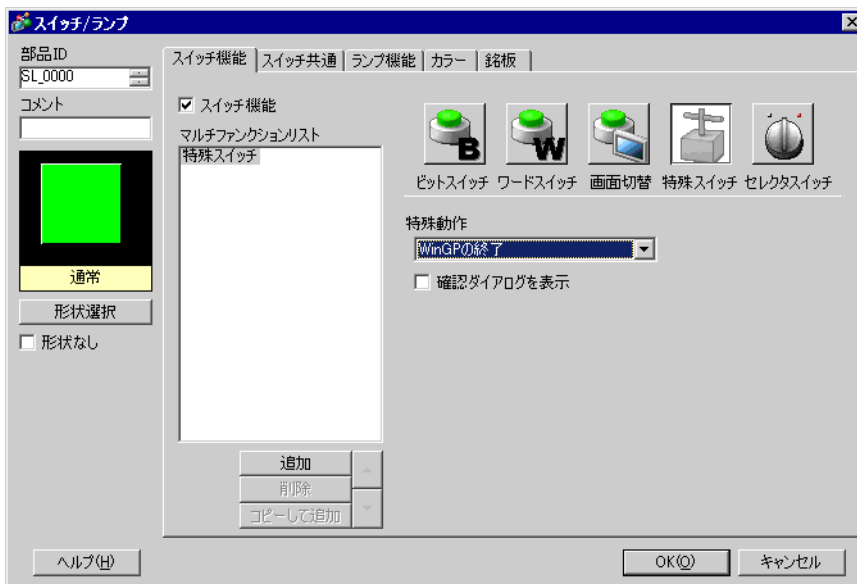 スイッチ/ランプ
部品ID
SL_0000
コメント
通常
形状選択
形状なし
スイッチ機能 スイッチ共通 ランプ機能 カラー 銘板
スイッチ機能
マルチファンクションリスト
特殊スイッチ
追加
削除
コピーして追加
B W
ビットスイッチ ワードスイッチ 画面切替 特殊スイッチ セレクタスイッチ
特殊動作
WinGPの終了
確認ダイアログを表示
ヘルプ(H) OK(O) キャンセル